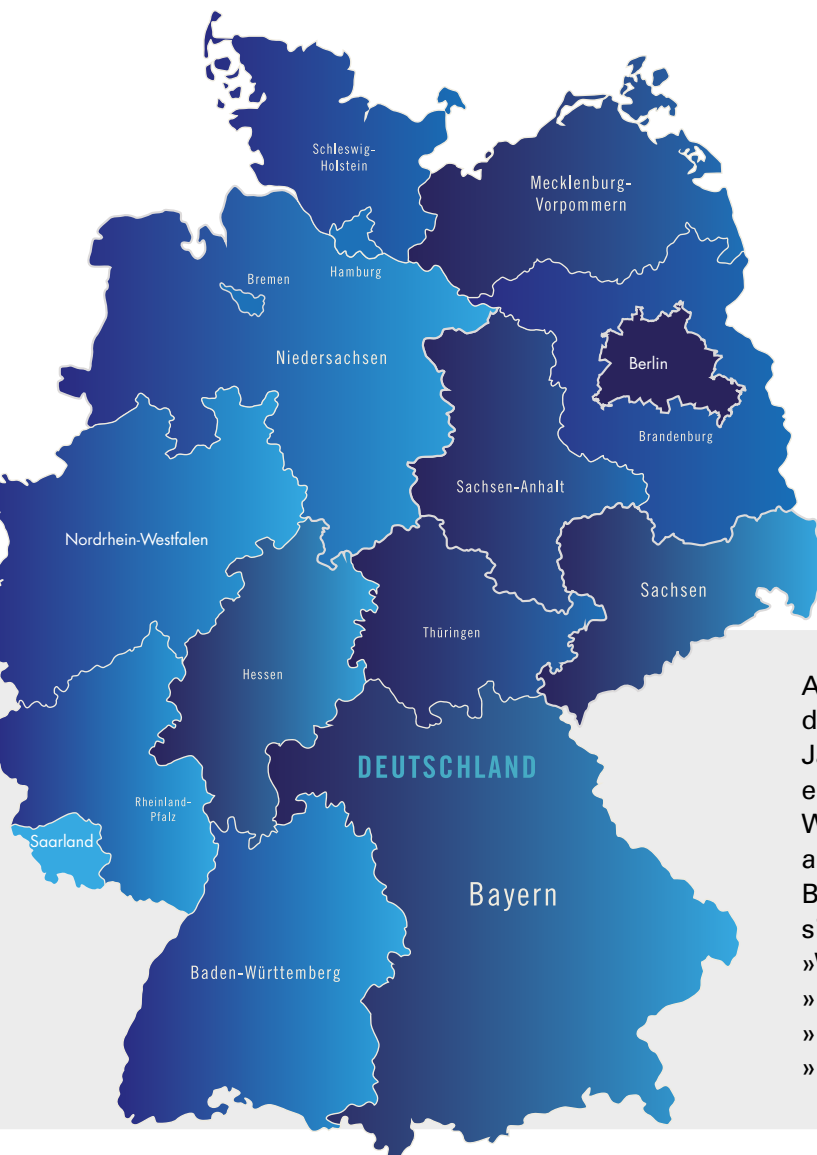 Schleswig-
Holstein
Mecklenburg-
Vorpommern
Bremen
Hamburg
Niedersachsen
Berlin
Brandenburg
Sachsen-Anhalt
Nordrhein-Westfalen
Sachsen
Thüringen
Hessen
DEUTSCHLAND
Rheinland-
Pfalz
Saarland
Bayern
Baden-Württemberg